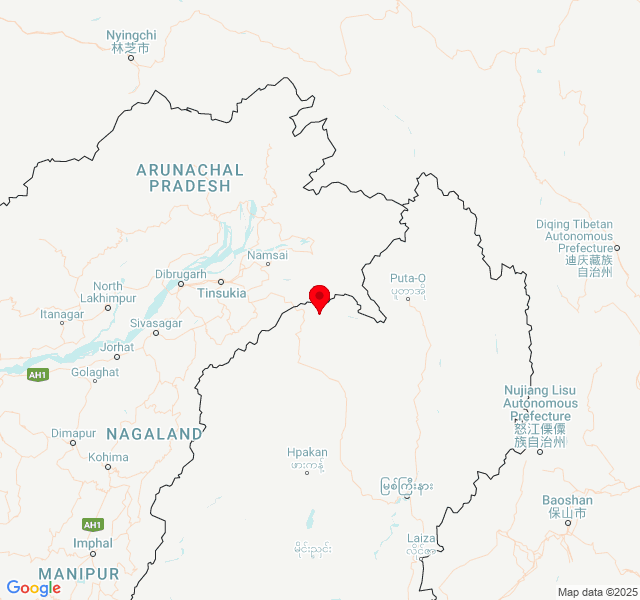 Nyingchi
林芝市
ARUNACHAL
PRADESH
Diqing Tibetan
Autonomous
Prefecture
迪庆藏族
自治州
Namsai
Dibrugarh
Tinsukia
Puta-O
ပူတာအို
North
Lakhimpur
Itanagar
Sivasagar
Jorhat
Golaghat
AH1
Nujiang Lisu
Autonomous
Prefecture
怒江傈僳
族自治州
Dimapur
NAGALAND
Kohima
Hpakan
ဖားကန့်
မြစ်ကြီးနား
Baoshan
保山市
AH1
Imphal
Laiza
လိုင်ဇာ
မိုင်းညှင်း
MANIPUR
Google
Map data ©2025